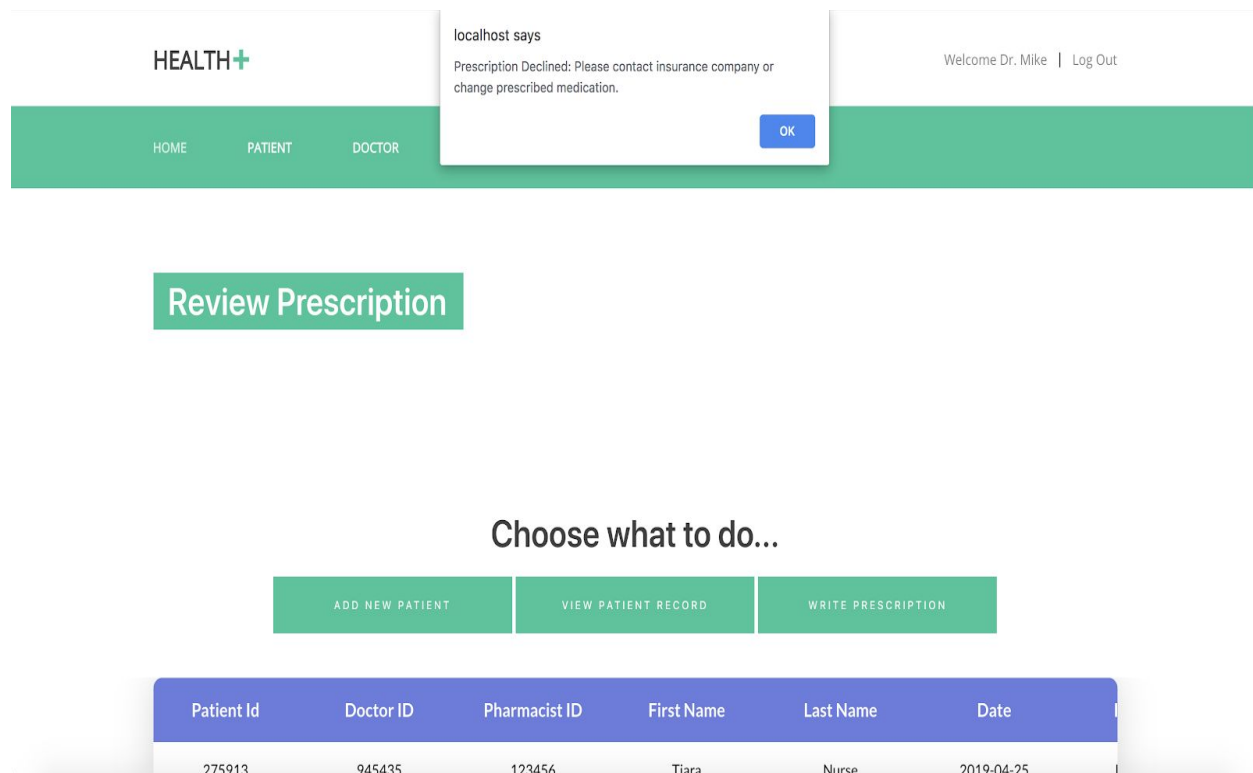 HEALTH+
localhost says
Prescription Declined: Please contact insurance company or
change prescribed medication.
OK
Welcome Dr. Mike | Log Out
HOME PATIENT DOCTOR
Review Prescription
Choose what to do...
ADD NEW PATIENT VIEW PATIENT RECORD WRITE PRESCRIPTION
Patient Id Doctor ID Pharmacist ID First Name Last Name Date
275913 945435 123456 Tiara Nurse 2019-04-25